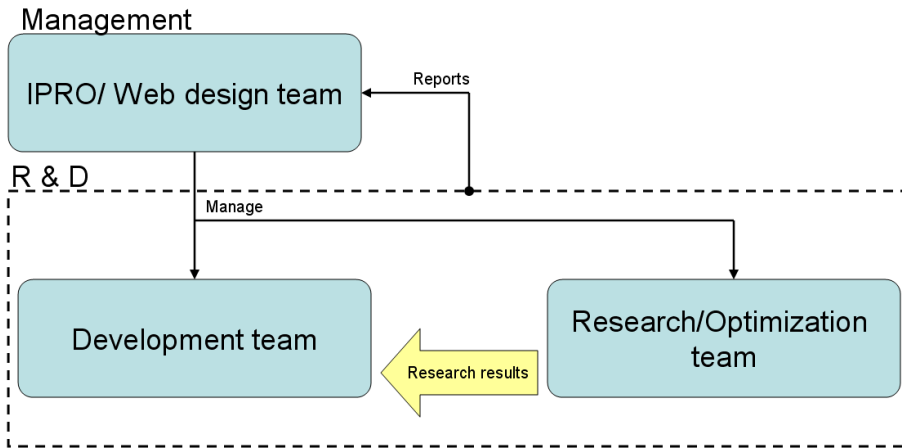 Management
IPRO/ Web design team
Reports
R & D
Manage
Development team
Research/Optimization
team
Research results